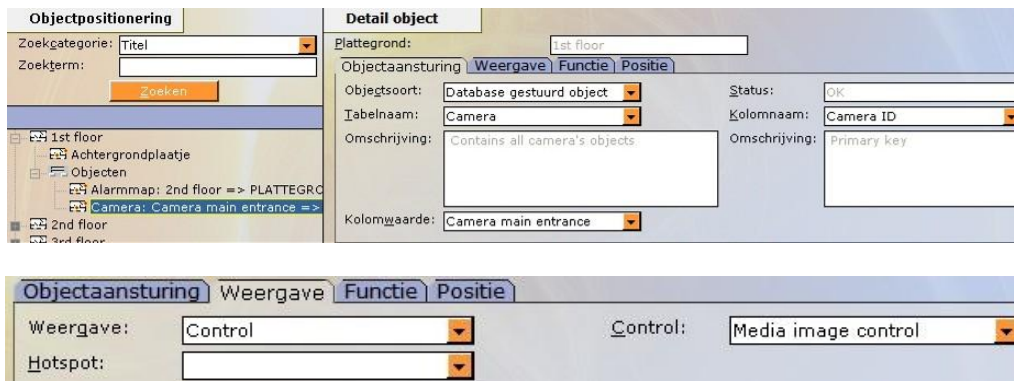 Objectpositionering
Zoekcategorie: Titel
Zoekterm:
Zoeken
1st floor
Achtergrondplaatje
Objecten
Alarmmap: 2nd floor => PLATTEGRO
Camera: Camera main entrance =>
2nd floor
3rd floor
Detail object
Plattegrond: 1st floor
Objectaansturing Weergave Functie Positie
Objectsoort: Database gestuurd object Status: OK
Tabelnaam: Camera Kolomnaam: Camera ID
Omschrijving: Contains all camera's objects Omschrijving: Primary key
Kolomwaarde: Camera main entrance
Objectaansturing Weergave Functie Positie
Weergave: Control Control: Media image control
Hotspot: